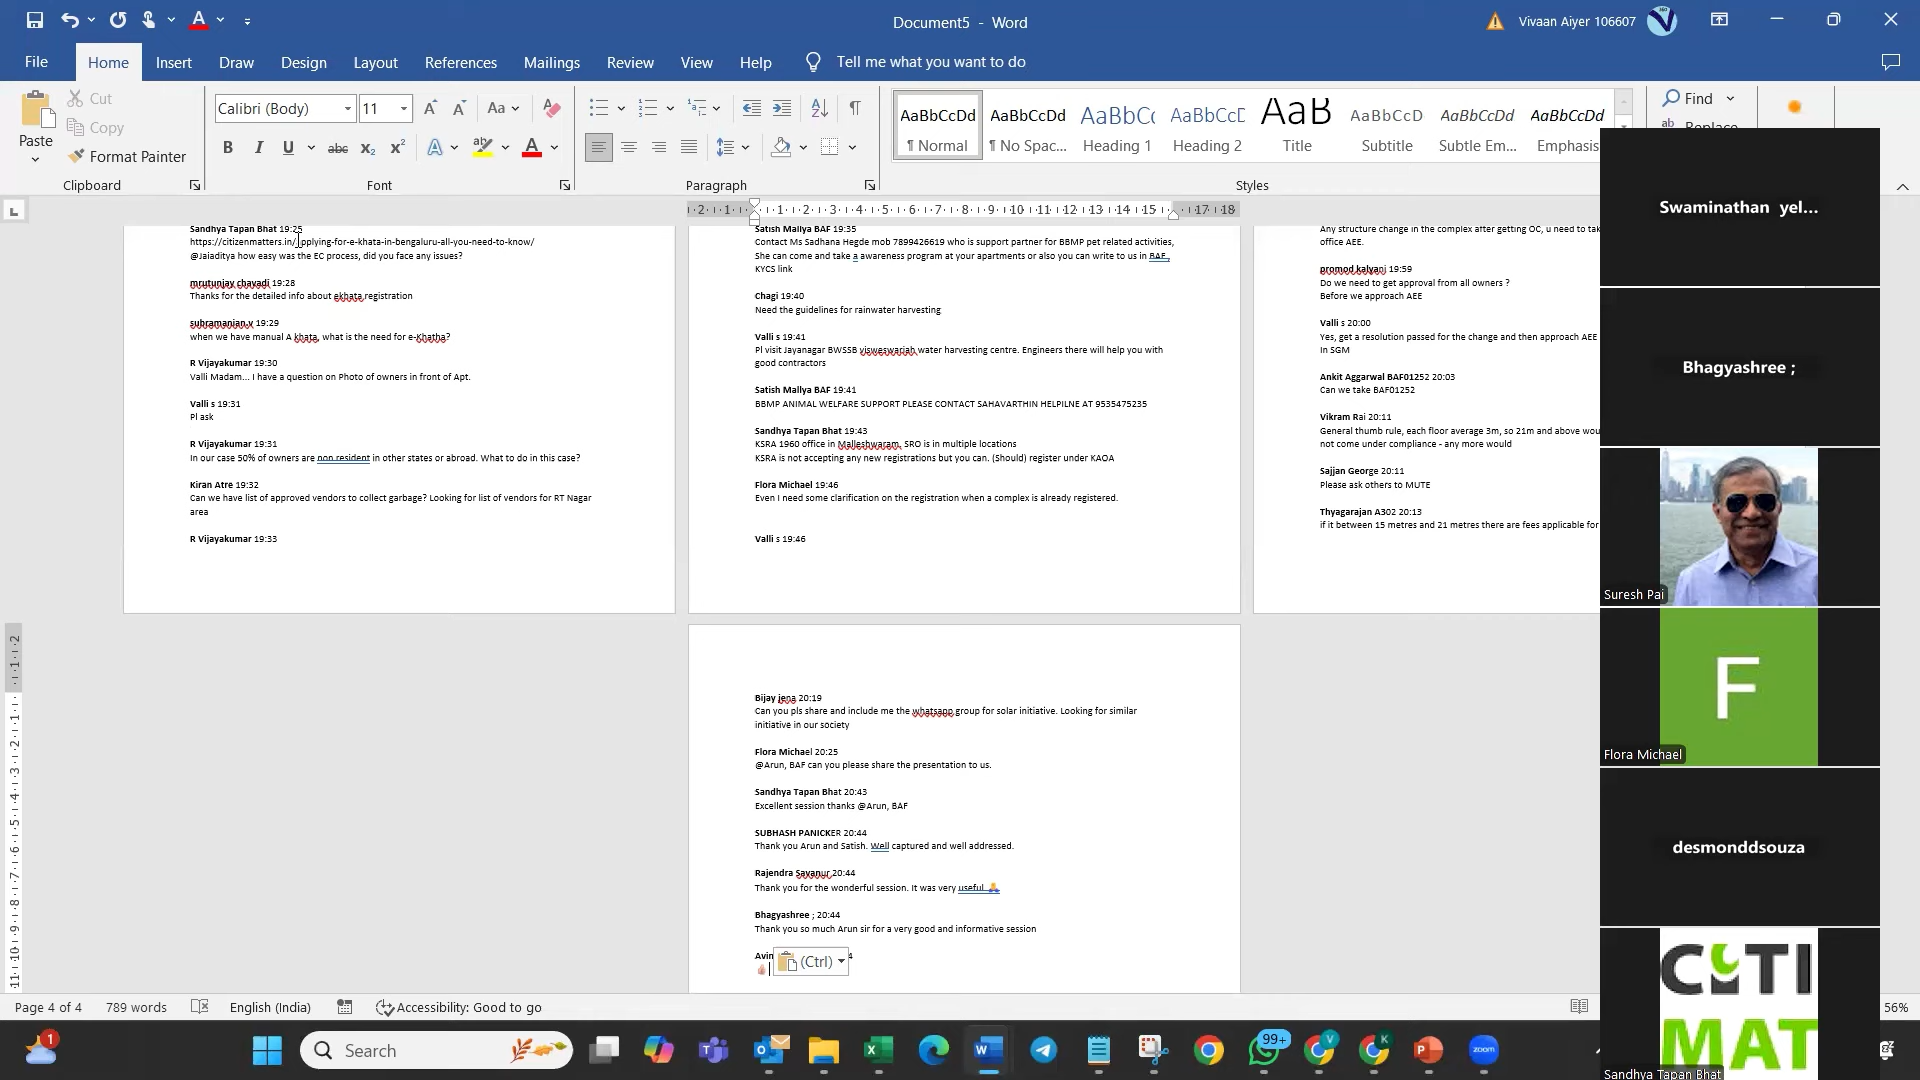 Document5 - Word
Vivaan Aiyer 106607
File Home Insert Draw Design Layout References Mailings Review View Help Tell me what you want to do
Paste
Cut
Copy
Format Painter
Clipboard
Calibri (Body) 11
Font
Paragraph
AaBbCcDd AaBbCcDd AaBbCc AaBbCcC AaB AaBbCcD AaBbCcDd AaBbCcDd
¶ Normal ¶ No Spac... Heading 1 Heading 2 Title Subtitle Subtle Em... Emphasis
Styles
Find
Replace
Sandhya Tapan Bhat 19:25
https://citizenmatters.in/applying-for-e-khata-in-bengaluru-all-you-need-to-know/
@Jaiaditya how easy was the EC process, did you face any issues?
mrutunjay chavadi 19:28
Thanks for the detailed info about ekhata registration
subramanian.v 19:29
when we have manual A khata, what is the need for e-Khatha?
R Vijayakumar 19:30
Valli Madam... I have a question on Photo of owners in front of Apt.
Valli s 19:31
Pl ask
R Vijayakumar 19:31
In our case 50% of owners are non resident in other states or abroad. What to do in this case?
Kiran Atre 19:32
Can we have list of approved vendors to collect garbage? Looking for list of vendors for RT Nagar
area
R Vijayakumar 19:33
Satish Mallya BAF 19:35
Contact Ms Sadhana Hegde mob 7899426619 who is support partner for BBMP pet related activities,
She can come and take a awareness program at your apartments or also you can write to us in BAF ,
KYCS link
Chagi 19:40
Need the guidelines for rainwater harvesting
Valli s 19:41
Pl visit Jayanagar BWSSB visweswariah water harvesting centre. Engineers there will help you with
good contractors
Satish Mallya BAF 19:41
BBMP ANIMAL WELFARE SUPPORT PLEASE CONTACT SAHAVARTHIN HELPILNE AT 9535475235
Sandhya Tapan Bhat 19:43
KSRA 1960 office in Malleshwaram, SRO is in multiple locations
KSRA is not accepting any new registrations but you can. (Should) register under KAOA
Flora Michael 19:46
Even I need some clarification on the registration when a complex is already registered.
Valli s 19:46
Any structure change in the complex after getting OC, u need to tak
office AEE.
promod.kalyani 19:59
Do we need to get approval from all owners ?
Before we approach AEE
Valli s 20:00
Yes, get a resolution passed for the change and then approach AEE
In SGM
Ankit Aggarwal BAF01252 20:03
Can we take BAF01252
Vikram Rai 20:11
General thumb rule, each floor average 3m, so 21m and above wou
not come under compliance - any more would
Sajjan George 20:11
Please ask others to MUTE
Thyagarajan A302 20:13
if it between 15 metres and 21 metres there are fees applicable for
Bijay jena 20:19
Can you pls share and include me the whatsapp group for solar initiative. Looking for similar
initiative in our society
Flora Michael 20:25
@Arun, BAF can you please share the presentation to us.
Sandhya Tapan Bhat 20:43
Excellent session thanks @Arun, BAF
SUBHASH PANICKER 20:44
Thank you Arun and Satish. Well captured and well addressed.
Rajendra Savanur 20:44
Thank you for the wonderful session. It was very useful 🙏
Bhagyashree ; 20:44
Thank you so much Arun sir for a very good and informative session
Avin
(Ctrl)
Swaminathan yel...
Bhagyashree ;
Suresh Pai
F
Flora Michael
desmonddsouza
CITI
MAT
Sandhya Tapan Bhat
Page 4 of 4 789 words English (India) Accessibility: Good to go 56%
Search
99+
zoom